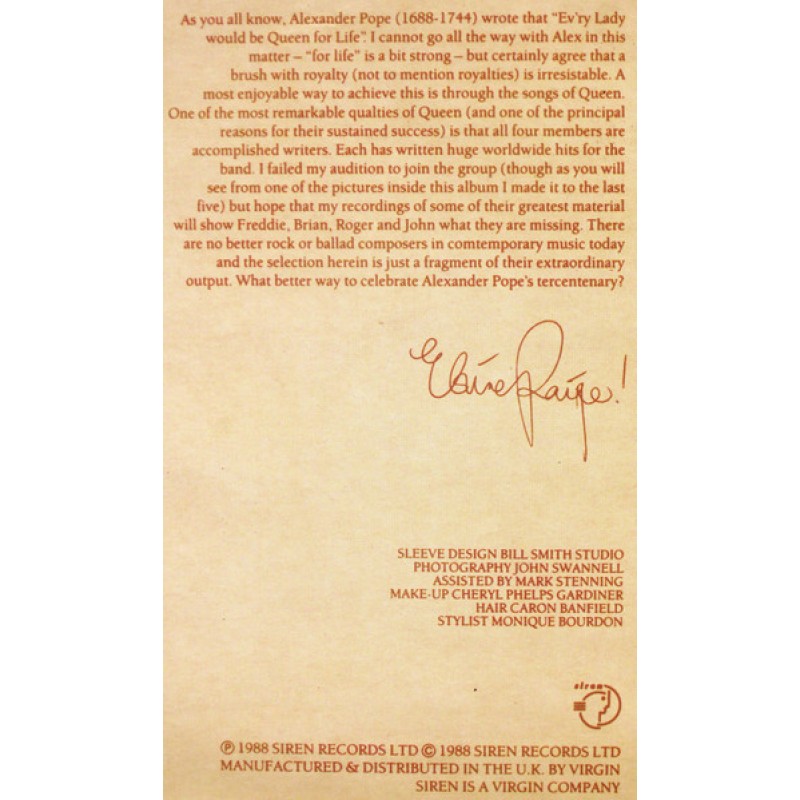 As you all know, Alexander Pope (1688-1744) wrote that "Ev'ry Lady
would be Queen for Life". I cannot go all the way with Alex in this
matter – "for life" is a bit strong – but certainly agree that a
brush with royalty (not to mention royalties) is irresistable. A
most enjoyable way to achieve this is through the songs of Queen.
One of the most remarkable qualties of Queen (and one of the principal
reasons for their sustained success) is that all four members are
accomplished writers. Each has written huge worldwide hits for the
band. I failed my audition to join the group (though as you will
see from one of the pictures inside this album I made it to the last
five) but hope that my recordings of some of their greatest material
will show Freddie, Brian, Roger and John what they are missing. There
are no better rock or ballad composers in comtemporary music today
and the selection herein is just a fragment of their extraordinary
output. What better way to celebrate Alexander Pope's tercentenary?
Elaine Paige!
SLEEVE DESIGN BILL SMITH STUDIO
PHOTOGRAPHY JOHN SWANNELL
ASSISTED BY MARK STENNING
MAKE-UP CHERYL PHELPS GARDINER
HAIR CARON BANFIELD
STYLIST MONIQUE BOURDON
siren
℗ 1988 SIREN RECORDS LTD © 1988 SIREN RECORDS LTD
MANUFACTURED & DISTRIBUTED IN THE U.K. BY VIRGIN
SIREN IS A VIRGIN COMPANY